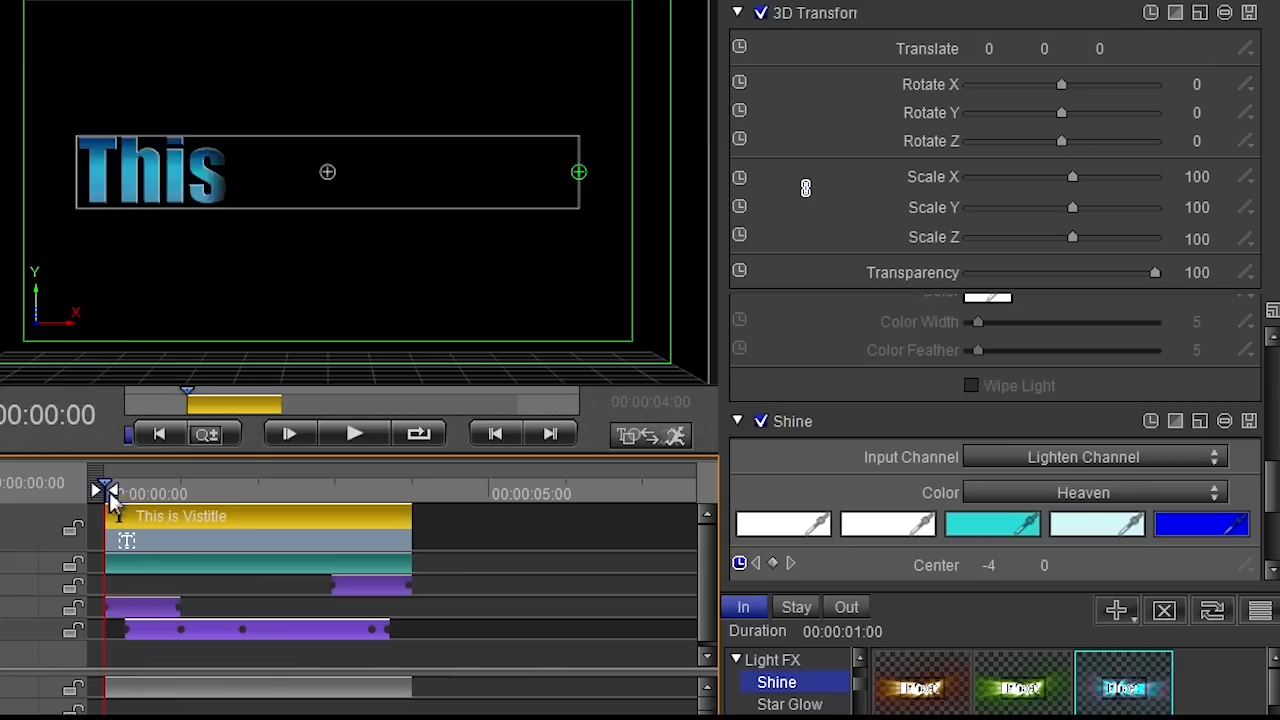 3D Transforn
Translate 0 0 0
Rotate X 0
Rotate Y 0
Rotate Z 0
Scale X 100
Scale Y 100
Scale Z 100
Transparency 100
Color Width 5
Color Feather 5
Wipe Light
Shine
Input Channel Lighten Channel
Color Heaven
Center -4 0
In Stay Out
Duration 00:00:01:00
Light FX
Shine
Star Glow
This
Y
X
00:00:00:00
00:00:04:00
0:00:00:00
00:00:00:00
00:00:05:00
This is Vistitle
T